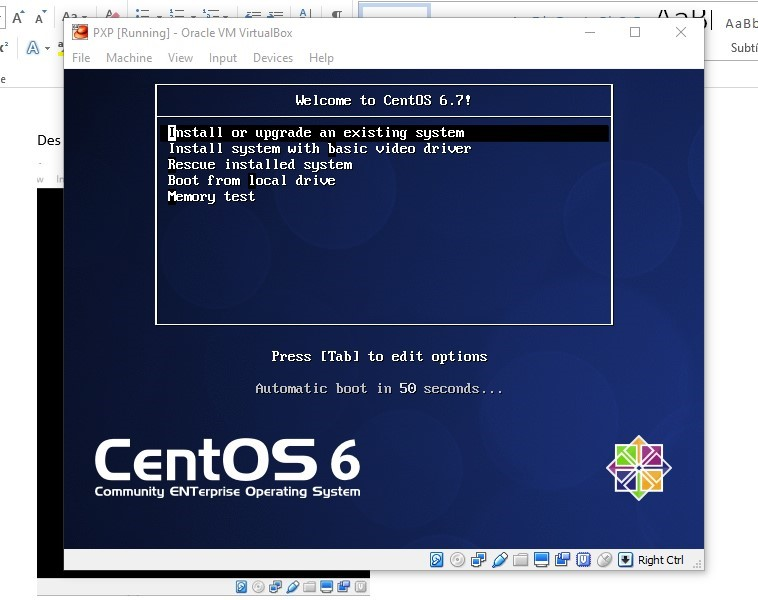 AaB
AaBb
Subtí
PXP [Running] - Oracle VM VirtualBox
File Machine View Input Devices Help
Des
Welcome to CentOS 6.7!
Install or upgrade an existing system
Install system with basic video driver
Rescue installed system
Boot from local drive
Memory test
Press [Tab] to edit options
Automatic boot in 50 seconds...
CentOS 6
Community ENTerprise Operating System
Right Ctrl